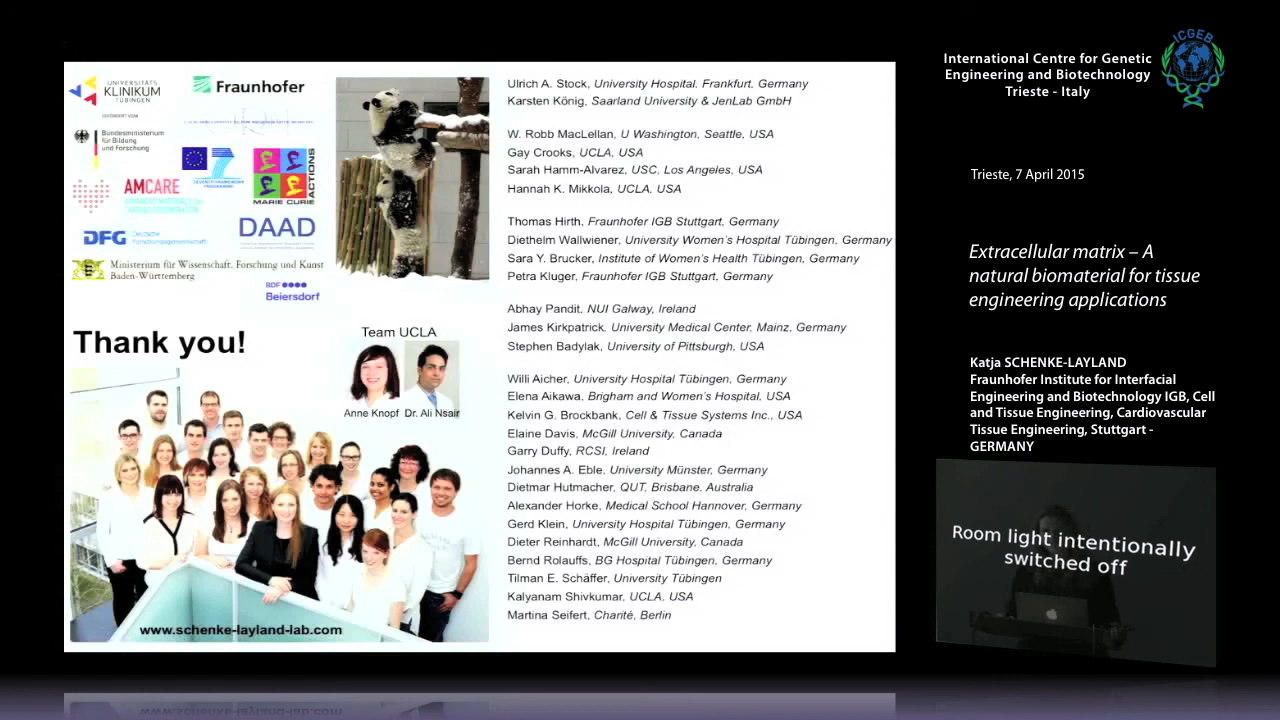 UNIVERSITÄTS
KLINIKUM
TÜBINGEN
Fraunhofer
GEFÖRDERT VOM
Bundesministerium
für Bildung
und Forschung
SEVENTH FRAMEWORK
PROGRAMME
MARIE CURIE
ACTIONS
AMCARE
DAAD
DFG Deutsche
Forschungsgemeinschaft
Ministerium für Wissenschaft, Forschung und Kunst
Baden-Württemberg
BDF
Beiersdorf
Thank you!
Team UCLA
Anne Knopf Dr. Ali Nsair
www.schenke-layland-lab.com
Ulrich A. Stock, University Hospital. Frankfurt, Germany
Karsten König, Saarland University & JenLab GmbH
W. Robb MacLellan, U Washington, Seattle, USA
Gay Crooks, UCLA, USA
Sarah Hamm-Alvarez, USC, Los Angeles, USA
Hannah K. Mikkola, UCLA, USA
Thomas Hirth, Fraunhofer IGB Stuttgart, Germany
Diethelm Wallwiener, University Women´s Hospital Tübingen, Germany
Sara Y. Brucker, Institute of Women's Health Tübingen, Germany
Petra Kluger, Fraunhofer IGB Stuttgart, Germany
Abhay Pandit, NUI Galway, Ireland
James Kirkpatrick, University Medical Center, Mainz, Germany
Stephen Badylak, University of Pittsburgh, USA
Willi Aicher, University Hospital Tübingen, Germany
Elena Aikawa, Brigham and Women's Hospital, USA
Kelvin G. Brockbank, Cell & Tissue Systems Inc., USA
Elaine Davis, McGill University, Canada
Garry Duffy, RCSI, Ireland
Johannes A. Eble, University Münster, Germany
Dietmar Hutmacher, QUT, Brisbane, Australia
Alexander Horke, Medical School Hannover, Germany
Gerd Klein, University Hospital Tübingen, Germany
Dieter Reinhardt, McGill University, Canada
Bernd Rolauffs, BG Hospital Tübingen, Germany
Tilman E. Schäffer, University Tübingen
Kalyanam Shivkumar, UCLA, USA
Martina Seifert, Charité, Berlin
International Centre for Genetic
Engineering and Biotechnology
Trieste - Italy
ICGEB
Trieste, 7 April 2015
Extracellular matrix – A
natural biomaterial for tissue
engineering applications
Katja SCHENKE-LAYLAND
Fraunhofer Institute for Interfacial
Engineering and Biotechnology IGB, Cell
and Tissue Engineering, Cardiovascular
Tissue Engineering, Stuttgart -
GERMANY
Room light intentionally
switched off